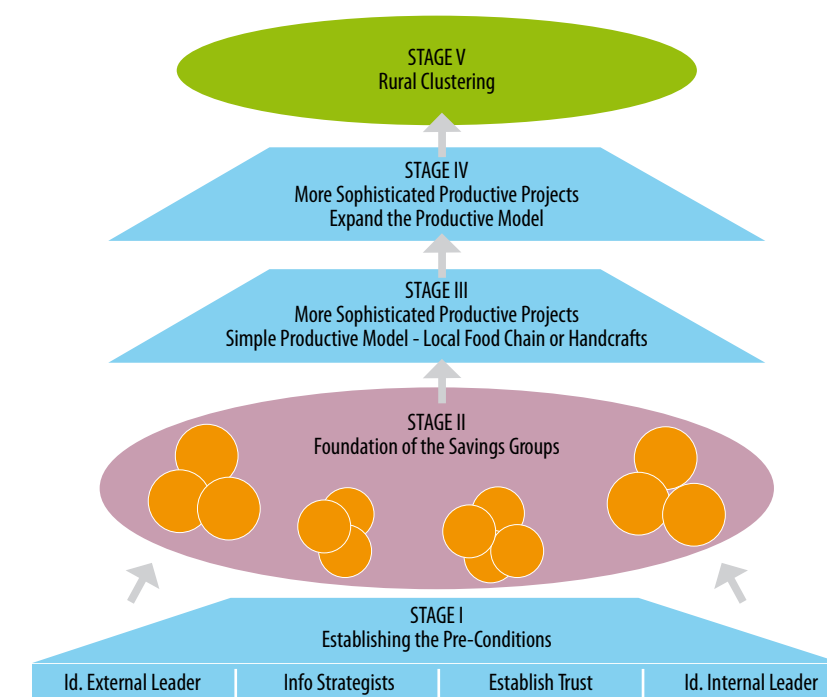 STAGE V
Rural Clustering
STAGE IV
More Sophisticated Productive Projects
Expand the Productive Model
STAGE III
More Sophisticated Productive Projects
Simple Productive Model - Local Food Chain or Handcrafts
STAGE II
Foundation of the Savings Groups
STAGE I
Establishing the Pre-Conditions
Id. External Leader
Info Strategists
Establish Trust
Id. Internal Leader